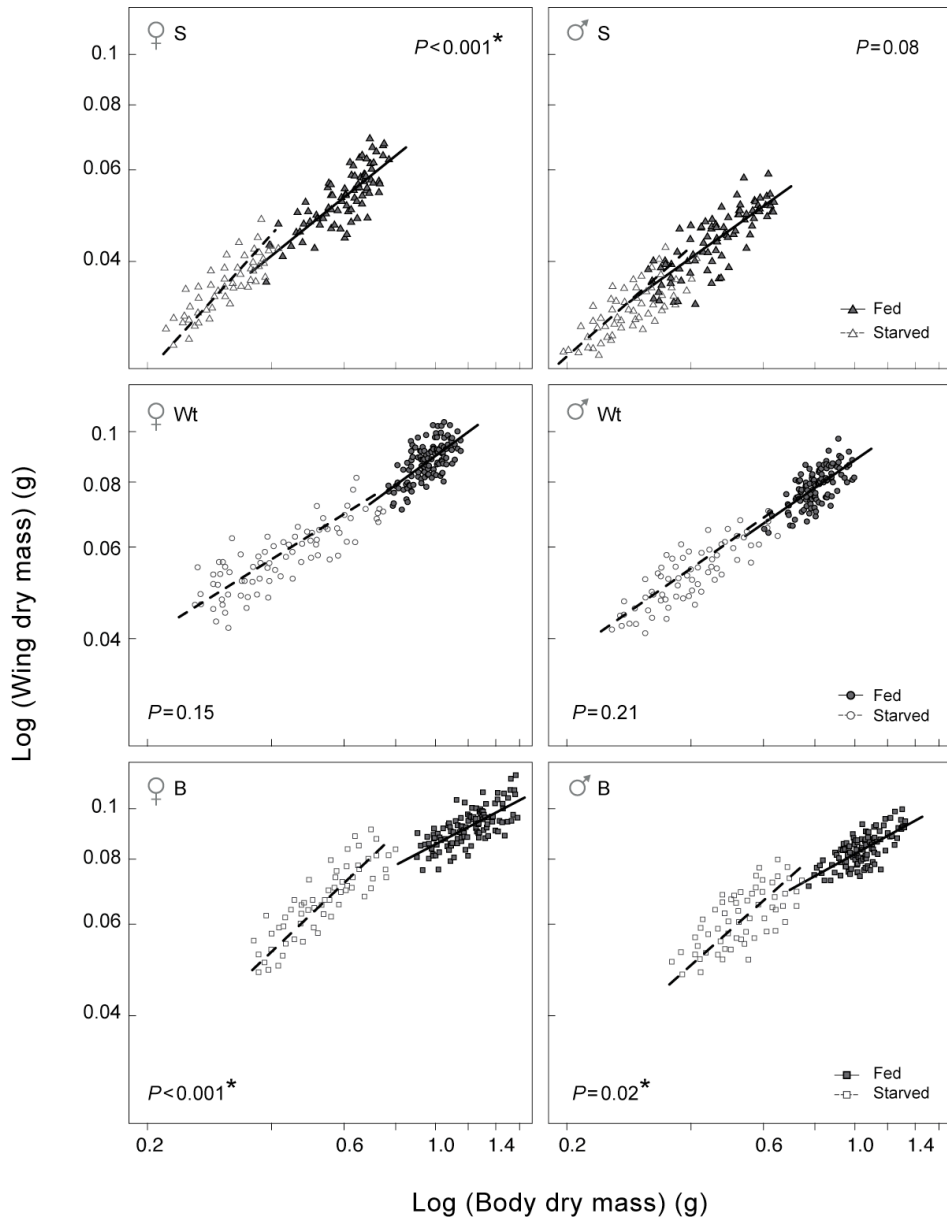 ♀ S
P<0.001*
♂ S
P=0.08
0.1
0.08
0.06
0.04
Fed
Starved
♀ Wt
♂ Wt
0.1
0.08
0.06
0.04
P=0.15
P=0.21
Fed
Starved
♀ B
♂ B
0.1
0.08
0.06
0.04
P<0.001*
P=0.02*
Fed
Starved
0.2 0.6 1.0 1.4
0.2 0.6 1.0 1.4
Log (Wing dry mass) (g)
Log (Body dry mass) (g)